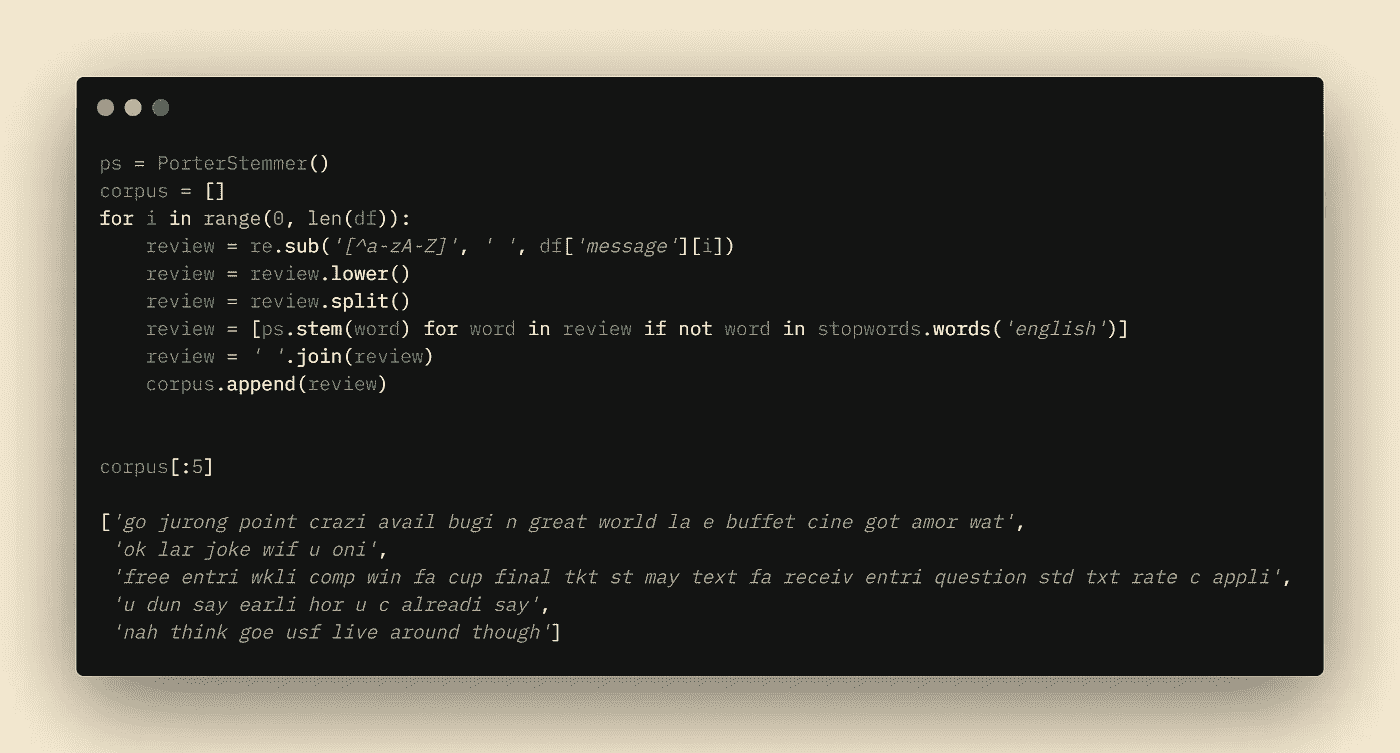 ps = PorterStemmer()
corpus = []
for i in range(0, len(df)):
    review = re.sub('[^a-zA-Z]', ' ', df['message'][i])
    review = review.lower()
    review = review.split()
    review = [ps.stem(word) for word in review if not word in stopwords.words('english')]
    review = ' '.join(review)
    corpus.append(review)
corpus[:5]
['go jurong point crazi avail bugi n great world la e buffet cine got amor wat',
 'ok lar joke wif u oni',
 'free entri wkli comp win fa cup final tkt st may text fa receiv entri question std txt rate c appli',
 'u dun say earli hor u c alreadi say',
 'nah think goe usf live around though']